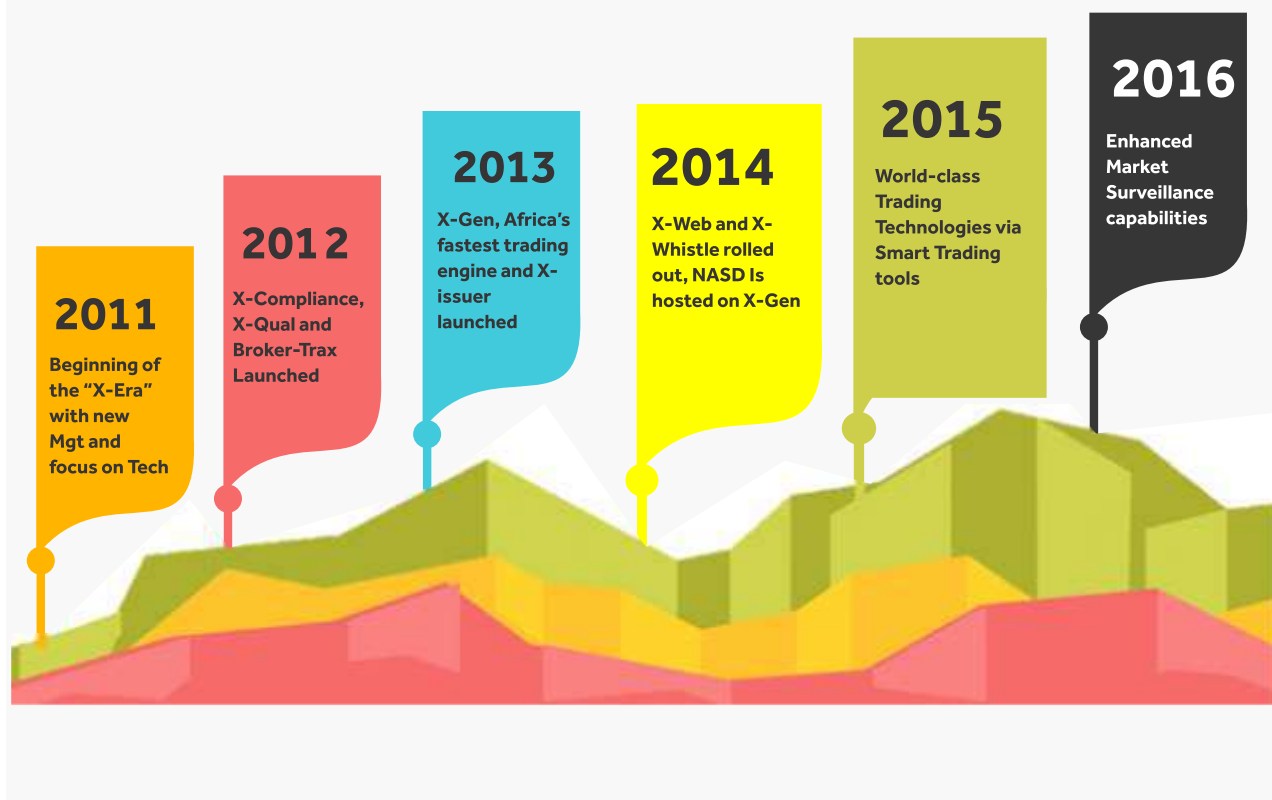 2011
Beginning of
the “X-Era”
with new
Mgt and
focus on Tech
2012
X-Compliance,
X-Qual and
Broker-Trax
Launched
2013
X-Gen, Africa’s
fastest trading
engine and X-
issuer
launched
2014
X-Web and X-
Whistle rolled
out, NASD Is
hosted on X-Gen
2015
World-class
Trading
Technologies via
Smart Trading
tools
2016
Enhanced
Market
Surveillance
capabilities